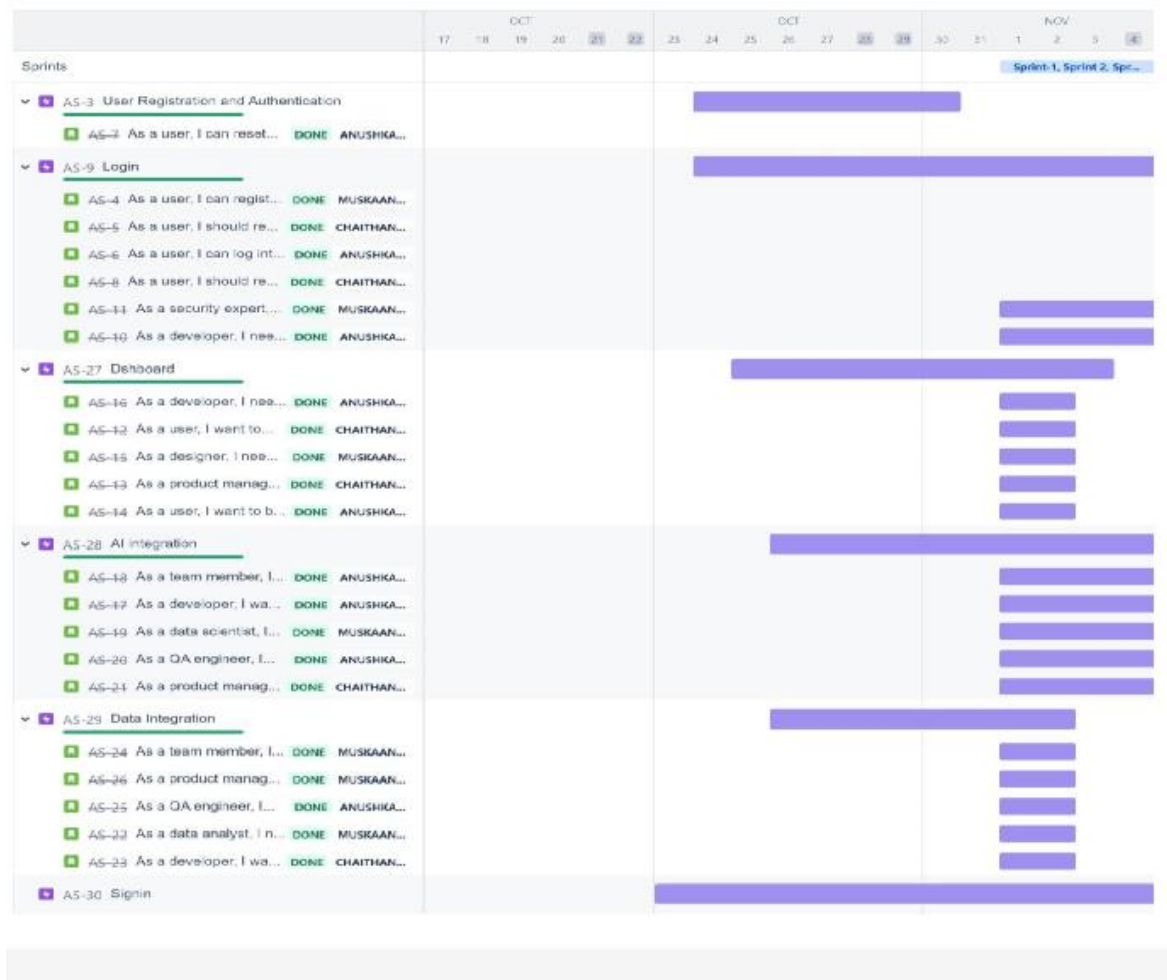 OCT OCT NOV
17 18 19 20 21 22 23 24 25 26 27 28 29 30 31 1 2 3 4
Sprints Sprint-1, Sprint 2, Spr...
AS-3 User Registration and Authentication
AS-7 As a user, I can reset... DONE ANUSHKA...
AS-9 Login
AS-4 As a user, I can regist... DONE MUSKAAN...
AS-5 As a user, I should re... DONE CHAITHAN...
AS-6 As a user, I can log int... DONE ANUSHKA...
AS-8 As a user, I should re... DONE CHAITHAN...
AS-11 As a security expert,... DONE MUSKAAN...
AS-10 As a developer, I nee... DONE ANUSHKA...
AS-27 Dshboard
AS-16 As a developer, I nee... DONE ANUSHKA...
AS-12 As a user, I want to... DONE CHAITHAN...
AS-15 As a designer, I nee... DONE MUSKAAN...
AS-13 As a product manag... DONE CHAITHAN...
AS-14 As a user, I want to b... DONE ANUSHKA...
AS-28 AI integration
AS-18 As a team member, I... DONE ANUSHKA...
AS-17 As a developer, I wa... DONE ANUSHKA...
AS-19 As a data scientist, I... DONE MUSKAAN...
AS-20 As a QA engineer, I... DONE ANUSHKA...
AS-21 As a product manag... DONE CHAITHAN...
AS-29 Data Integration
AS-24 As a team member, I... DONE MUSKAAN...
AS-26 As a product manag... DONE MUSKAAN...
AS-25 As a QA engineer, I... DONE ANUSHKA...
AS-22 As a data analyst, I n... DONE MUSKAAN...
AS-23 As a developer, I wa... DONE CHAITHAN...
AS-30 Signin